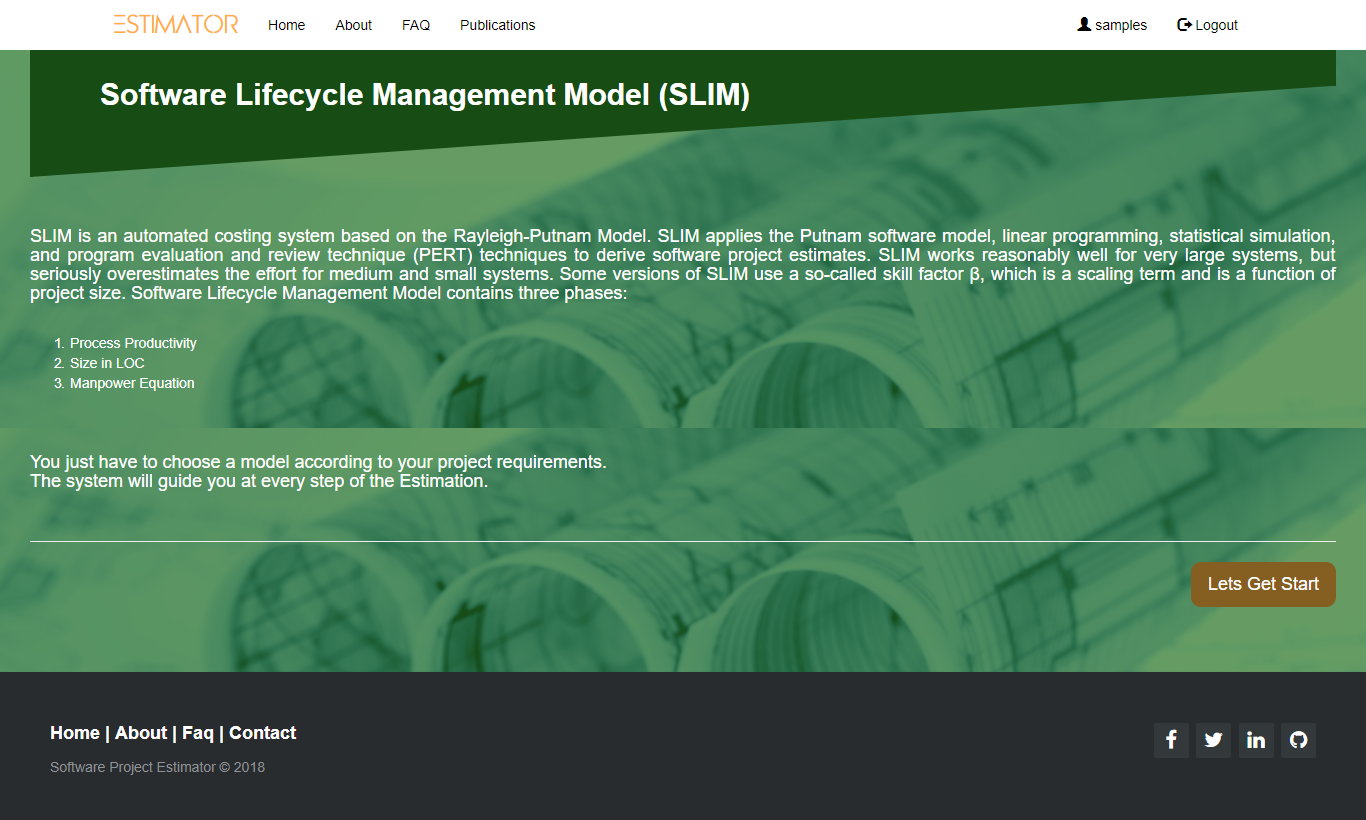 ESTIMATOR Home About FAQ Publications samples Logout
Software Lifecycle Management Model (SLIM)
SLIM is an automated costing system based on the Rayleigh-Putnam Model. SLIM applies the Putnam software model, linear programming, statistical simulation,
and program evaluation and review technique (PERT) techniques to derive software project estimates. SLIM works reasonably well for very large systems, but
seriously overestimates the effort for medium and small systems. Some versions of SLIM use a so-called skill factor β, which is a scaling term and is a function of
project size. Software Lifecycle Management Model contains three phases:
1. Process Productivity
2. Size in LOC
3. Manpower Equation
You just have to choose a model according to your project requirements.
The system will guide you at every step of the Estimation.
Lets Get Start
Home | About | Faq | Contact
Software Project Estimator © 2018